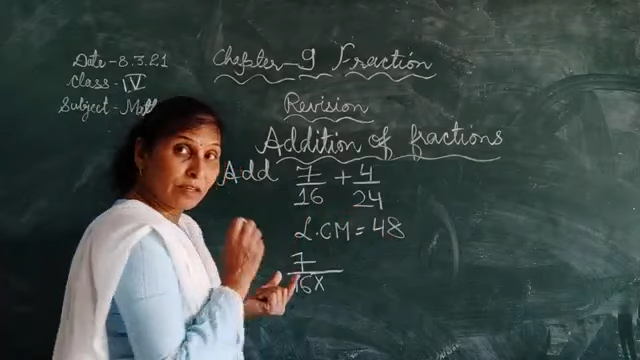 Date - 8.3.21
Class - IV
Subject - Mat
Chapter - 9 Fraction
Revision
Addition of fractions
Add 7/16 + 4/24
L.CM = 48
7
16x